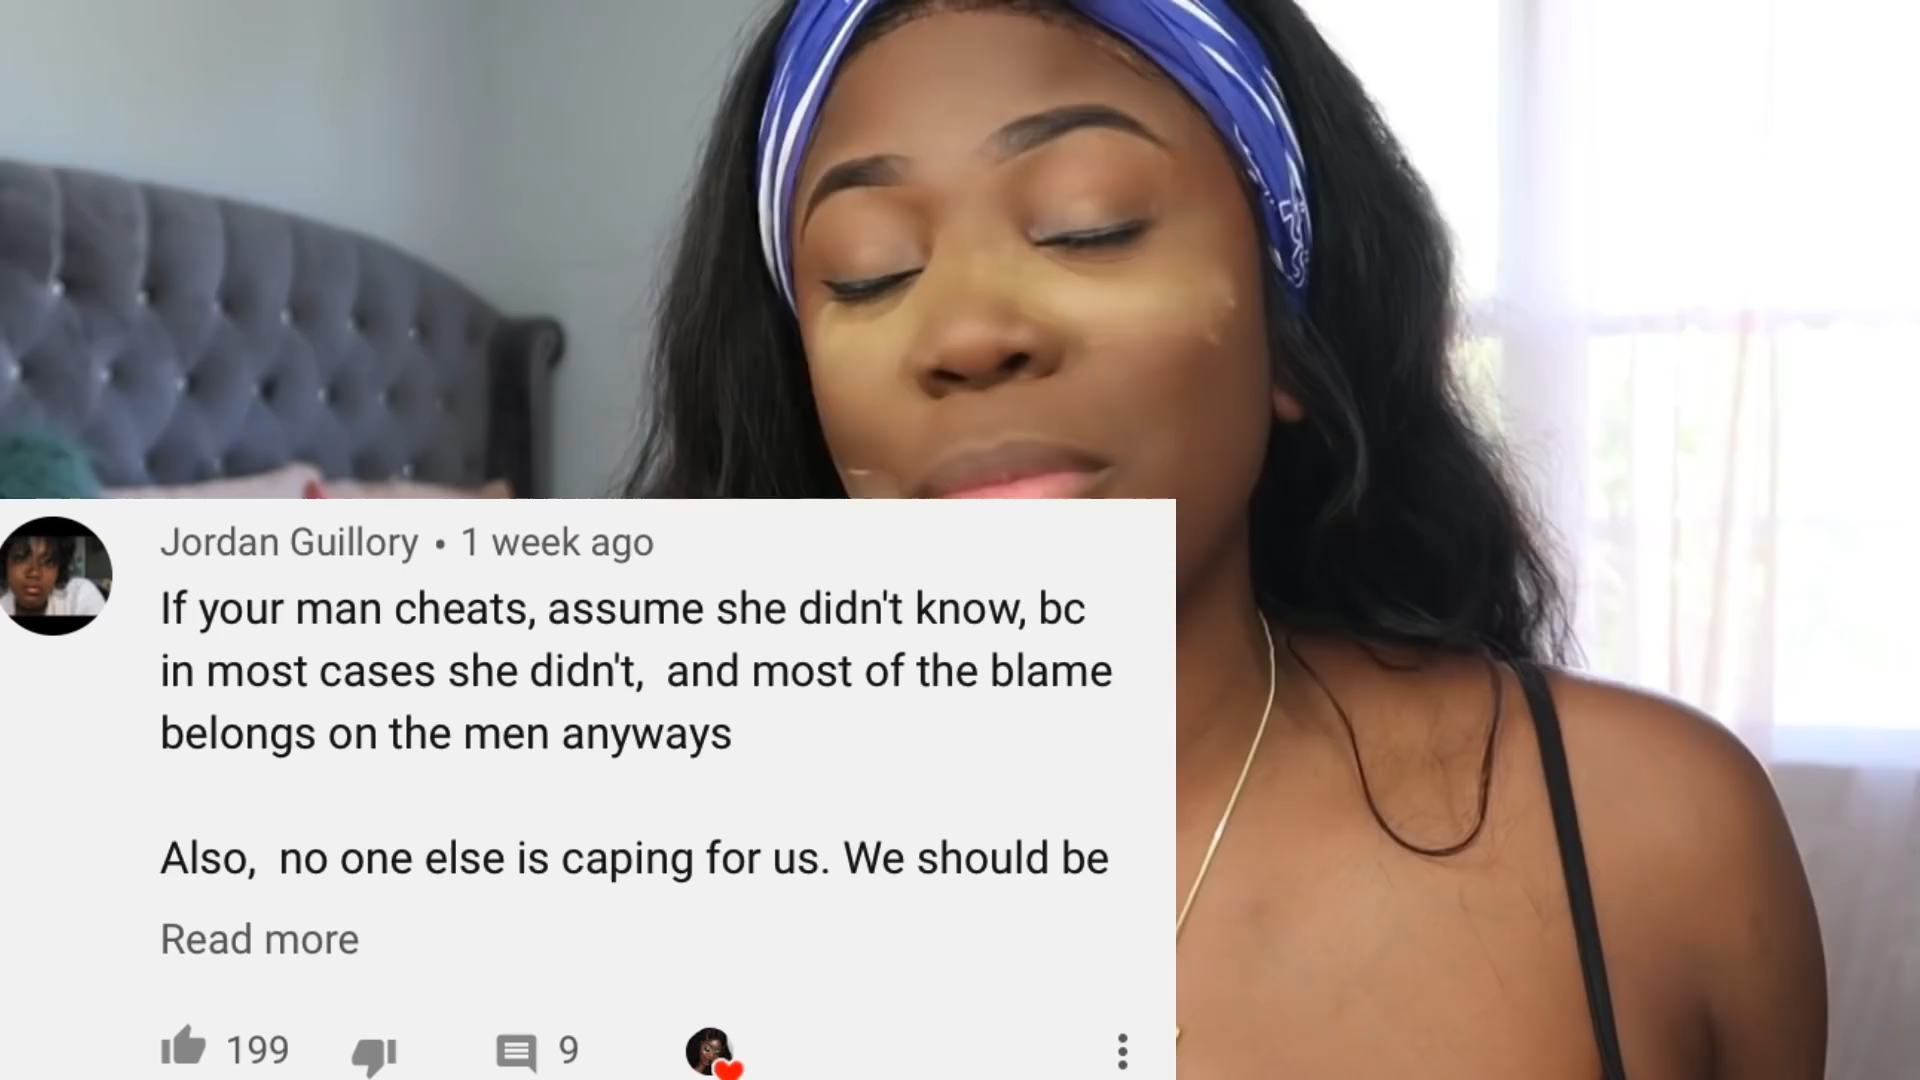 Jordan Guillory • 1 week ago
If your man cheats, assume she didn't know, bc
in most cases she didn't,  and most of the blame
belongs on the men anyways
Also,  no one else is caping for us. We should be
Read more
199 9